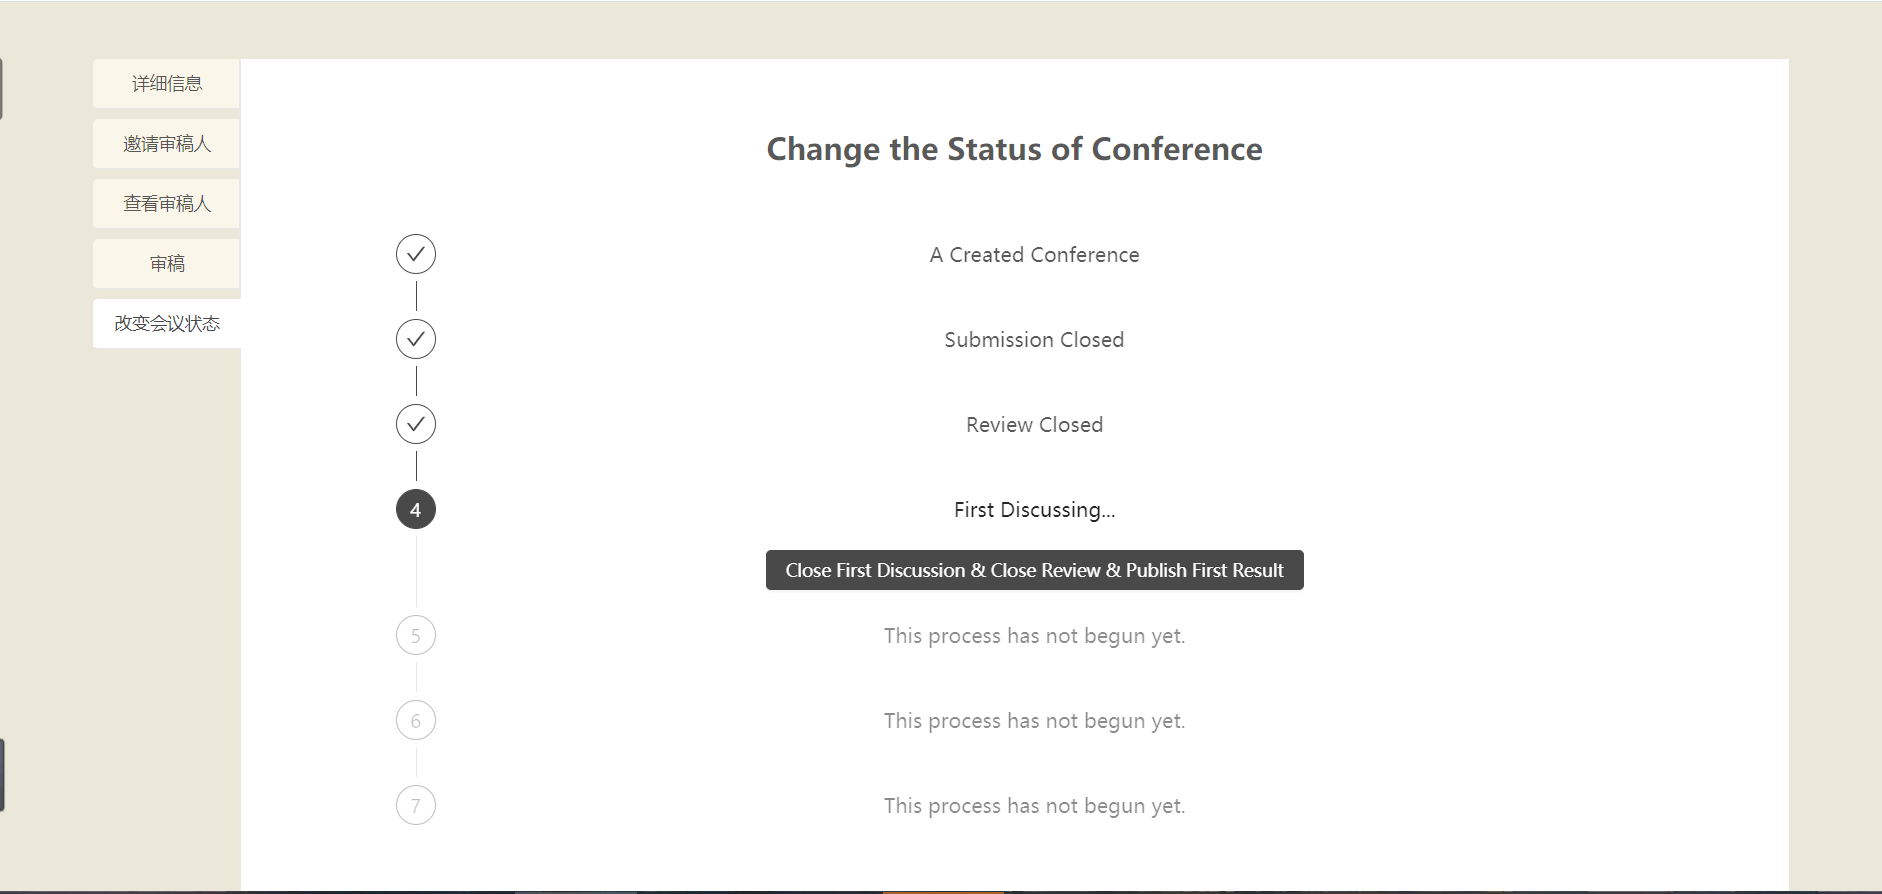 详细信息
邀请审稿人
查看审稿人
审稿
改变会议状态
Change the Status of Conference
A Created Conference
Submission Closed
Review Closed
4 First Discussing...
Close First Discussion & Close Review & Publish First Result
5 This process has not begun yet.
6 This process has not begun yet.
7 This process has not begun yet.